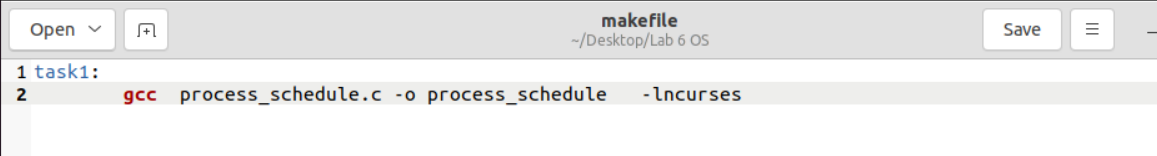 Open
makefile
~/Desktop/Lab 6 OS
Save
1 task1:
2 gcc process_schedule.c -o process_schedule -lncurses